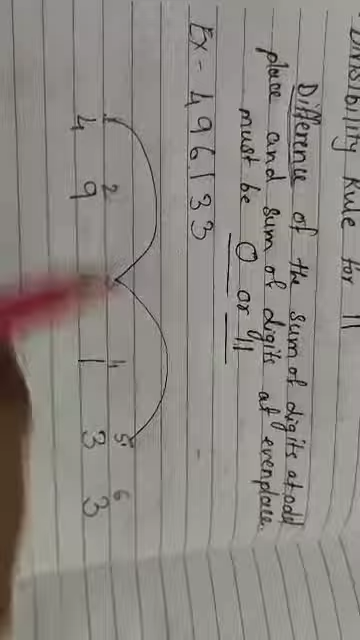 Divisibility Rule for 11
Difference of the sum of digits at odd
place and sum of digits at even place
must be 0 or 11
Ex - 496133
1 2 3 4 5 6
4 9 1 3 3